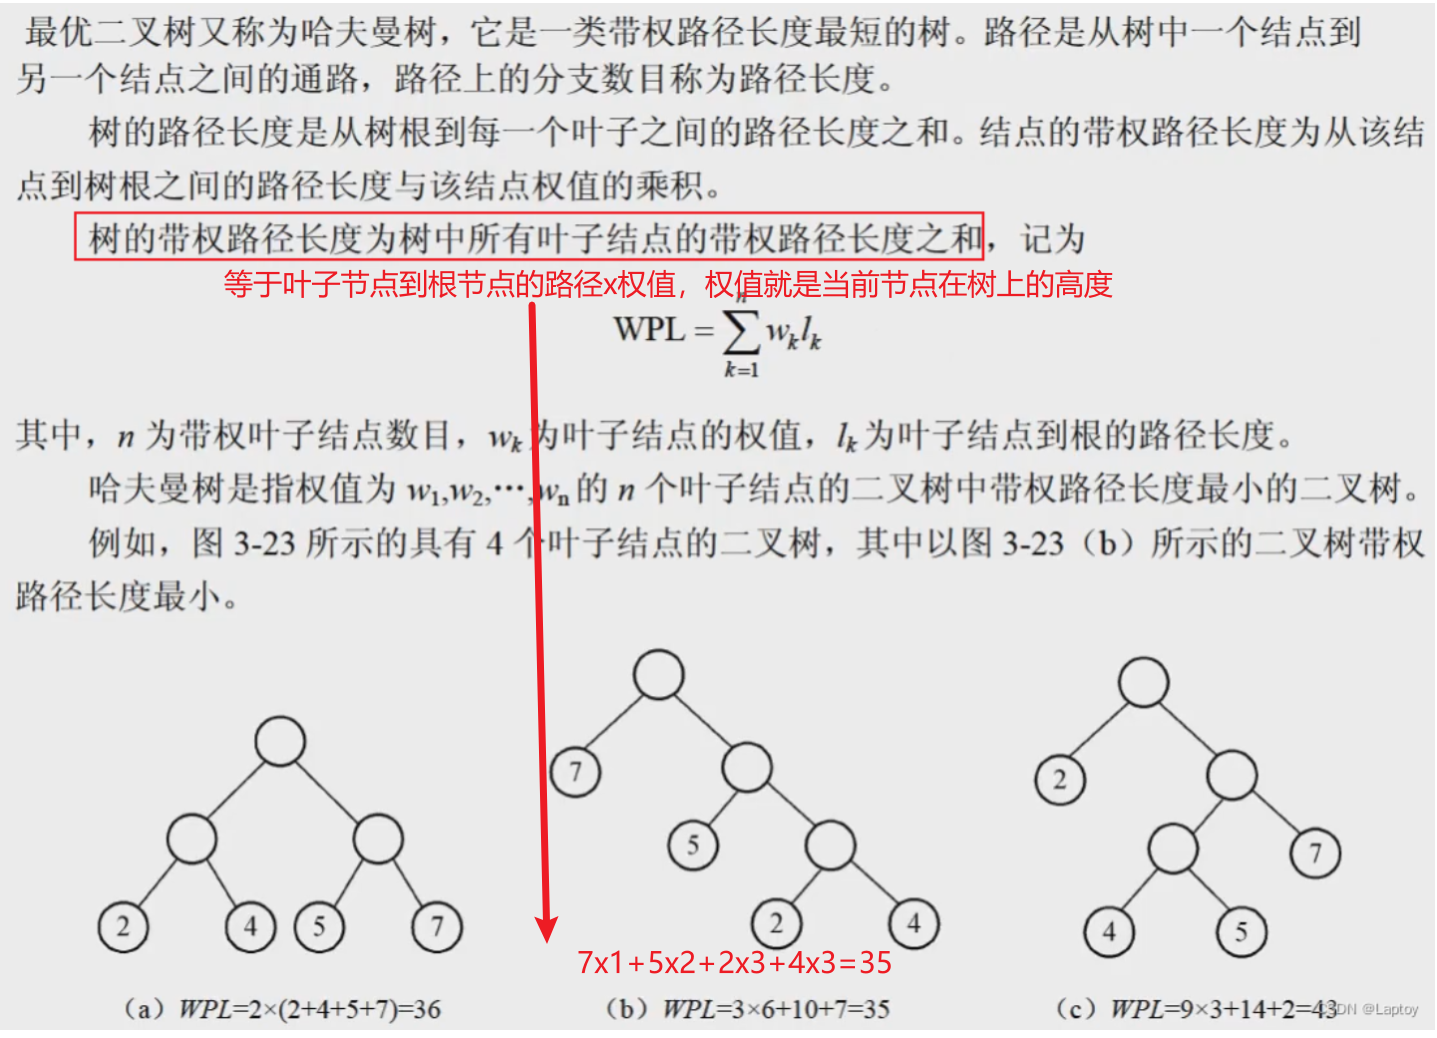 最优二叉树又称为哈夫曼树，它是一类带权路径长度最短的树。路径是从树中一个结点到
另一个结点之间的通路，路径上的分支数目称为路径长度。
树的路径长度是从树根到每一个叶子之间的路径长度之和。结点的带权路径长度为从该结
点到树根之间的路径长度与该结点权值的乘积。
树的带权路径长度为树中所有叶子结点的带权路径长度之和，记为
等于叶子节点到根节点的路径x权值，权值就是当前节点在树上的高度
n
WPL = ∑ wₖlₖ
k=1
其中，n 为带权叶子结点数目，wₖ 为叶子结点的权值，lₖ 为叶子结点到根的路径长度。
哈夫曼树是指权值为 w₁,w₂,⋯,wₙ 的 n 个叶子结点的二叉树中带权路径长度最小的二叉树。
例如，图 3-23 所示的具有 4 个叶子结点的二叉树，其中以图 3-23（b）所示的二叉树带权
路径长度最小。
2 4 5 7
7
5
2 4
2
7
4 5
7x1+5x2+2x3+4x3=35
（a）WPL=2×(2+4+5+7)=36
（b）WPL=3×6+10+7=35
（c）WPL=9×3+14+2=43
CSDN @Laptoy